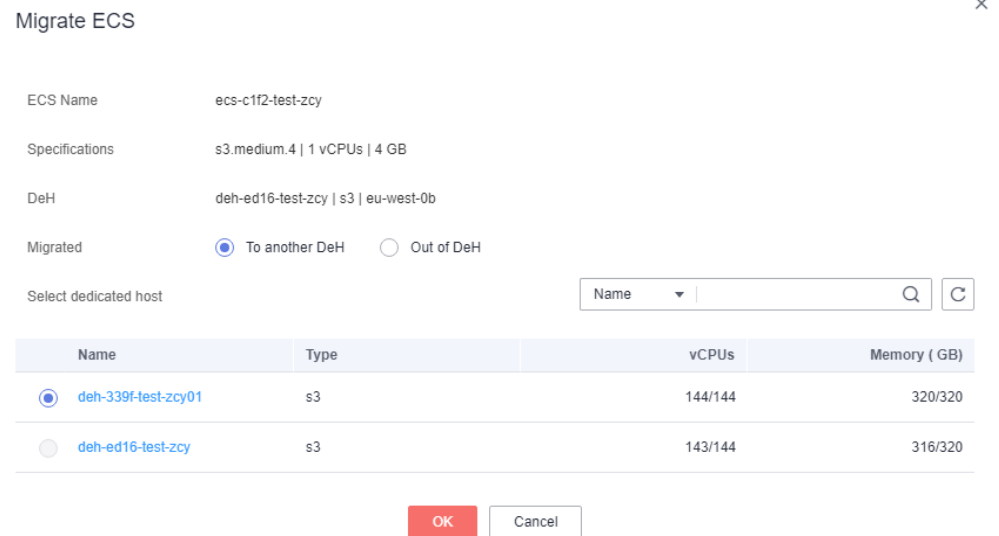 Migrate ECS
ECS Name ecs-c1f2-test-zcy
Specifications s3.medium.4 | 1 vCPUs | 4 GB
DeH deh-ed16-test-zcy | s3 | eu-west-0b
Migrated To another DeH Out of DeH
Select dedicated host Name
Name Type vCPUs Memory ( GB)
deh-339f-test-zcy01 s3 144/144 320/320
deh-ed16-test-zcy s3 143/144 316/320
OK Cancel